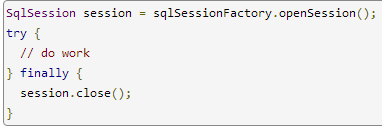 SqlSession session = sqlSessionFactory.openSession();
try {
  // do work
} finally {
  session.close();
}